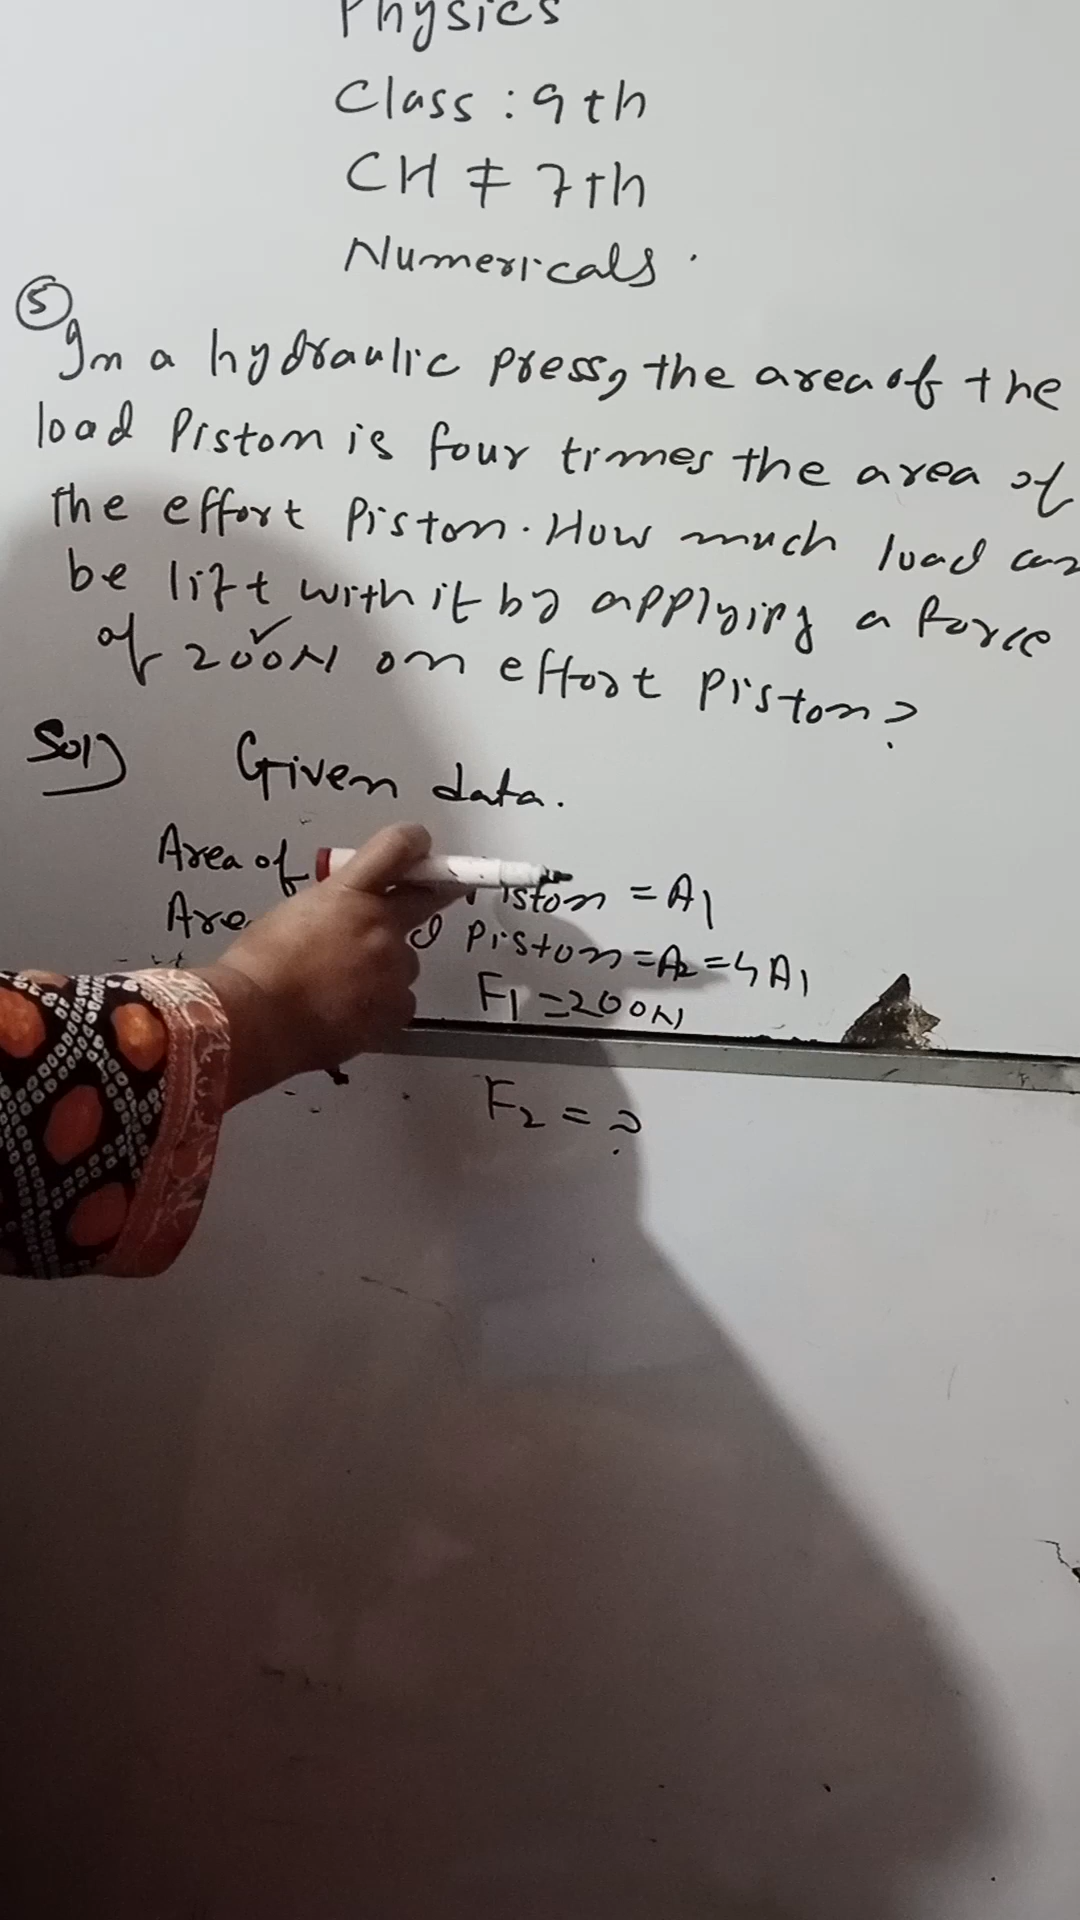 Physics
Class : 9th
CH # 7th
Numericals.
5
In a hydraulic press, the area of the
load Piston is four times the area of
the effort Piston. How much load can
be lift with it by applying a force
of 200N on effort Piston?
Sol)
Given data.
Area of Piston = A1
Piston = A2 = 4A1
F1 = 200N
F2 = ?